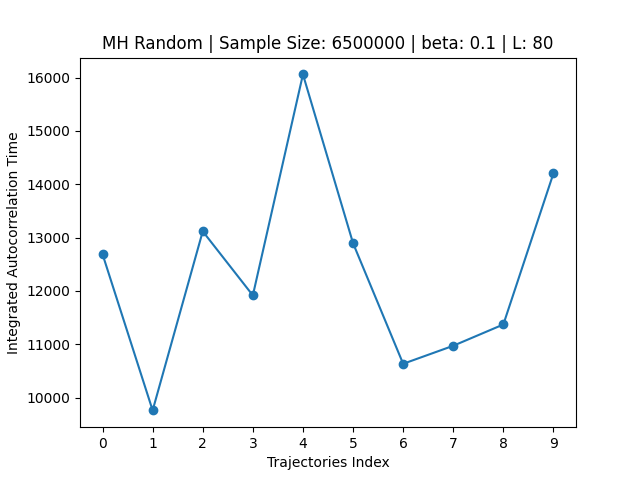 MH Random | Sample Size: 6500000 | beta: 0.1 | L: 80
Integrated Autocorrelation Time
16000
15000
14000
13000
12000
11000
10000
0 1 2 3 4 5 6 7 8 9
Trajectories Index